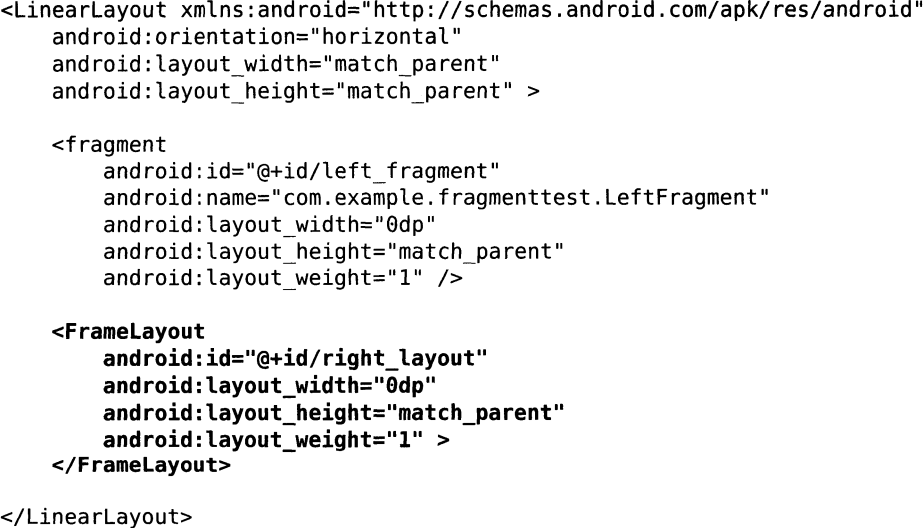 <LinearLayout xmlns:android="http://schemas.android.com/apk/res/android"
    android:orientation="horizontal"
    android:layout_width="match_parent"
    android:layout_height="match_parent" >

    <fragment
        android:id="@+id/left_fragment"
        android:name="com.example.fragmenttest.LeftFragment"
        android:layout_width="0dp"
        android:layout_height="match_parent"
        android:layout_weight="1" />

    <FrameLayout
        android:id="@+id/right_layout"
        android:layout_width="0dp"
        android:layout_height="match_parent"
        android:layout_weight="1" >
    </FrameLayout>

</LinearLayout>